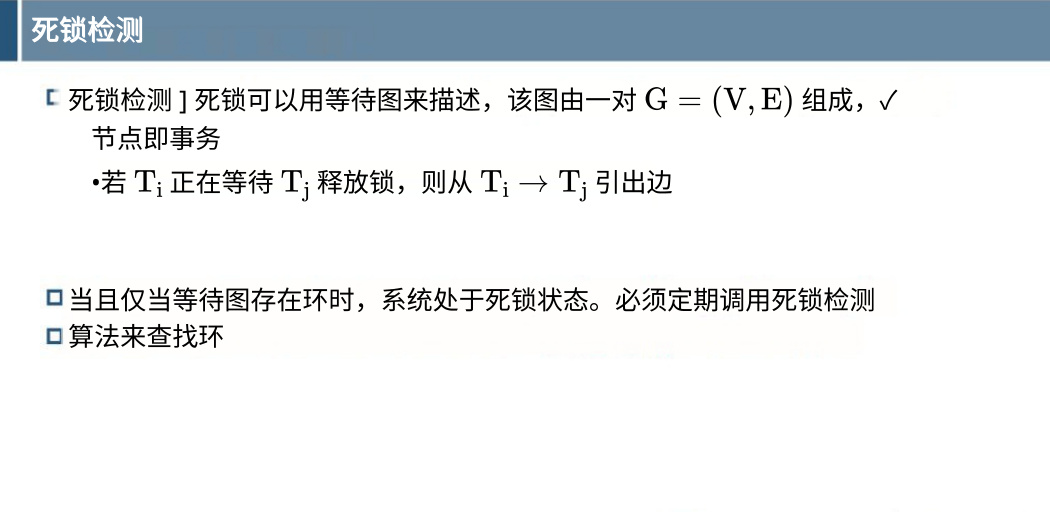 死锁检测
死锁检测 ] 死锁可以用等待图来描述，该图由一对 G = (V, E) 组成，✓
节点即事务
•若 T_i 正在等待 T_j 释放锁，则从 T_i → T_j 引出边
当且仅当等待图存在环时，系统处于死锁状态。必须定期调用死锁检测
算法来查找环